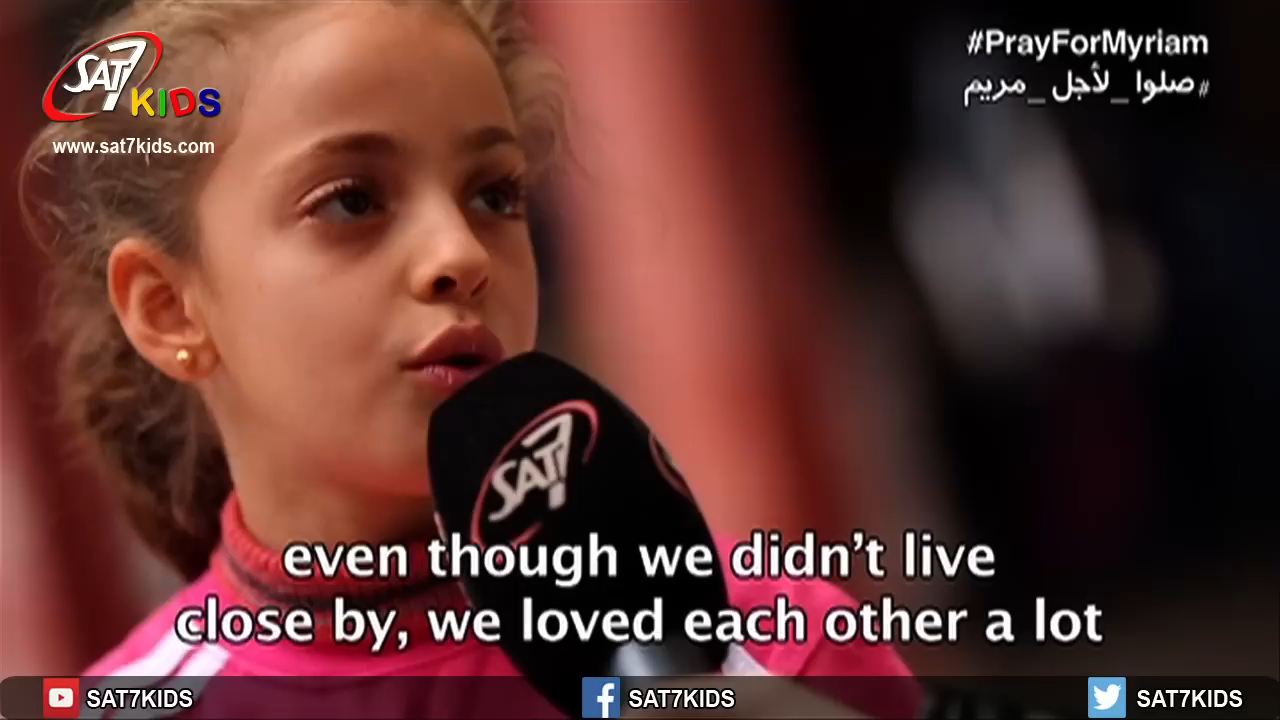 SAT7
KIDS
www.sat7kids.com
#PrayForMyriam
#صلوا_لأجل_مريم
SAT7
even though we didn't live
close by, we loved each other a lot
SAT7KIDS
SAT7KIDS
SAT7KIDS